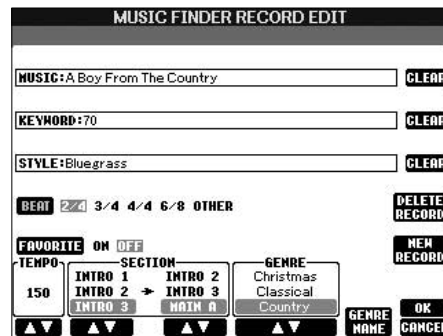 MUSIC FINDER RECORD EDIT
MUSIC:A Boy From The Country CLEAR
KEYWORD:70 CLEAR
STYLE:Bluegrass CLEAR
BEAT 2/4 3/4 4/4 6/8 OTHER DELETE
RECORD
FAVORITE ON OFF NEW
RECORD
TEMPO SECTION GENRE
INTRO 1 INTRO 2 Christmas
150 INTRO 2 → INTRO 3 Classical
INTRO 3 MAIN A Country
GENRE
NAME
OK
CANCEL